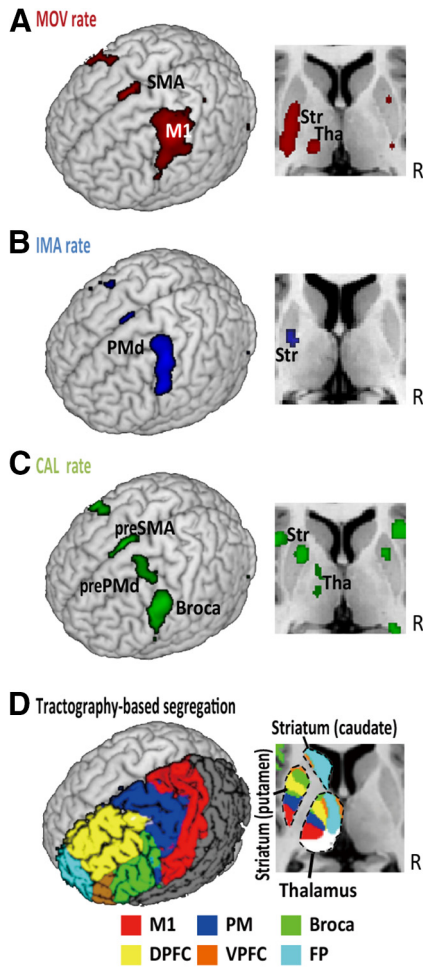 A MOV rate
SMA
M1
Str
Tha
R
B IMA rate
PMd
Str
R
C CAL rate
preSMA
prePMd
Broca
Str
Tha
R
D Tractography-based segregation
Striatum (caudate)
Striatum (putamen)
R
Thalamus
M1 PM Broca
DPFC VPFC FP